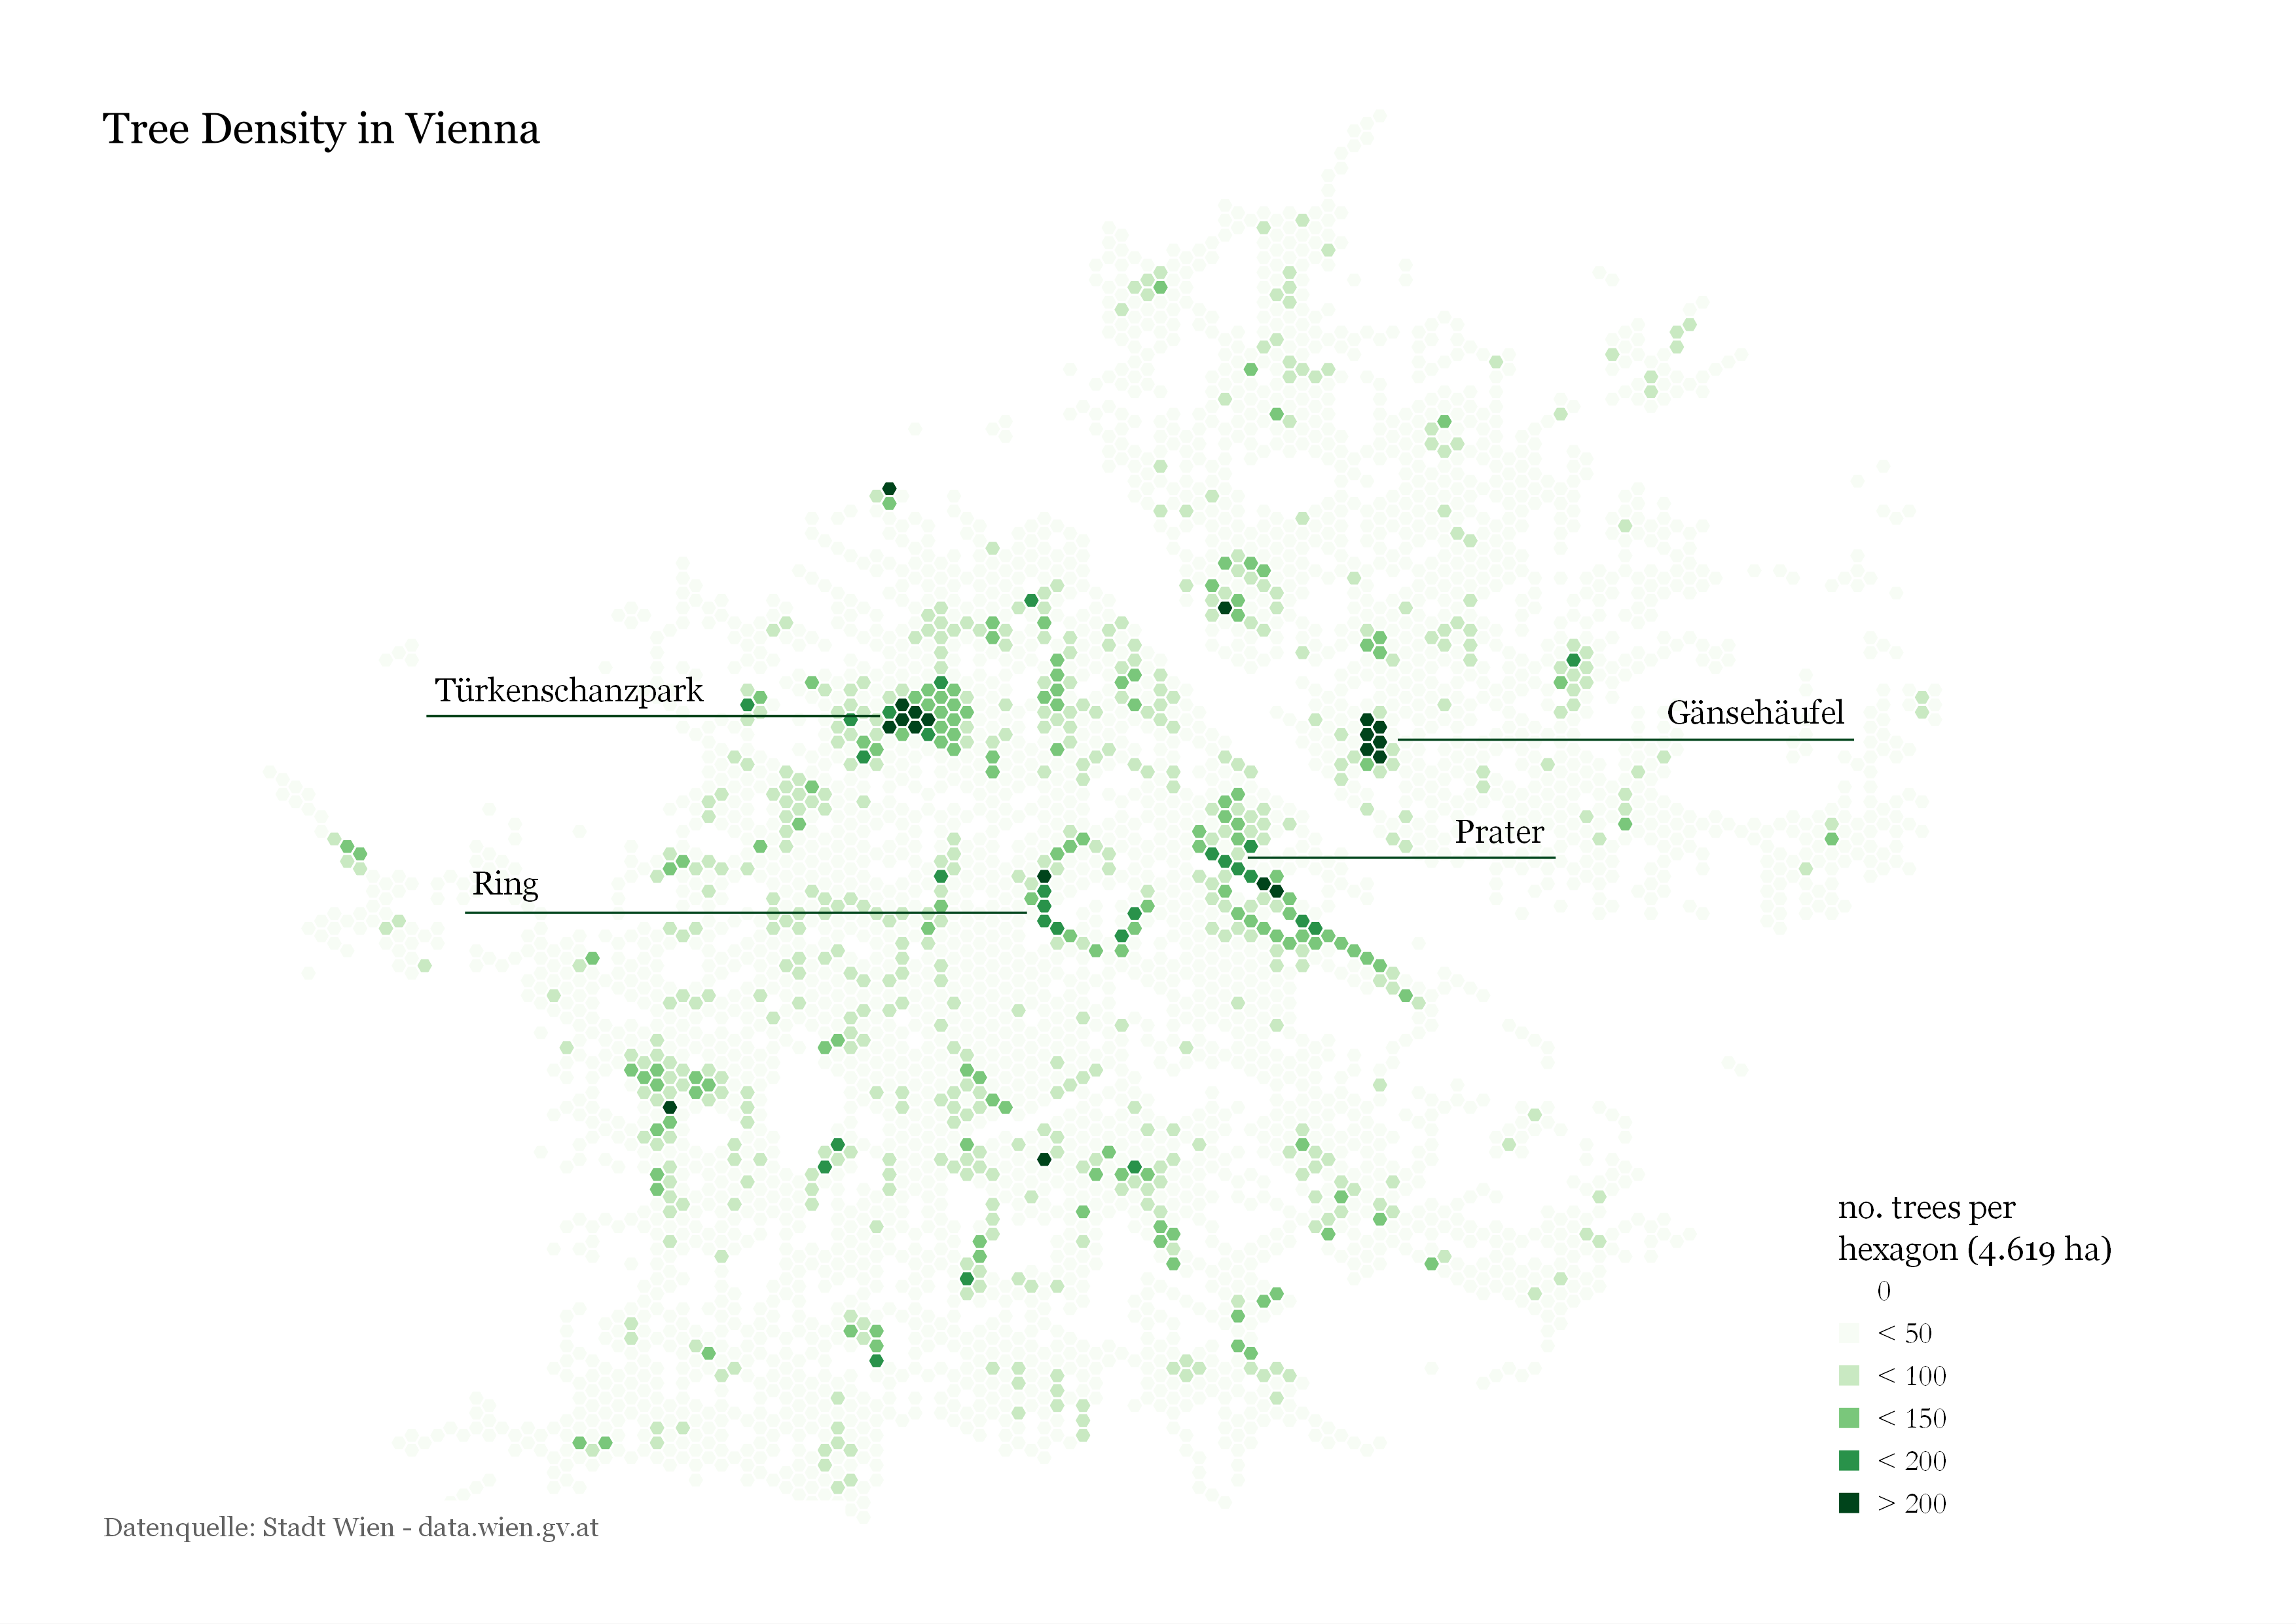 Tree Density in Vienna
Türkenschanzpark
Gänsehäufel
Prater
Ring
no. trees per
hexagon (4.619 ha)
0
< 50
< 100
< 150
< 200
> 200
Datenquelle: Stadt Wien - data.wien.gv.at